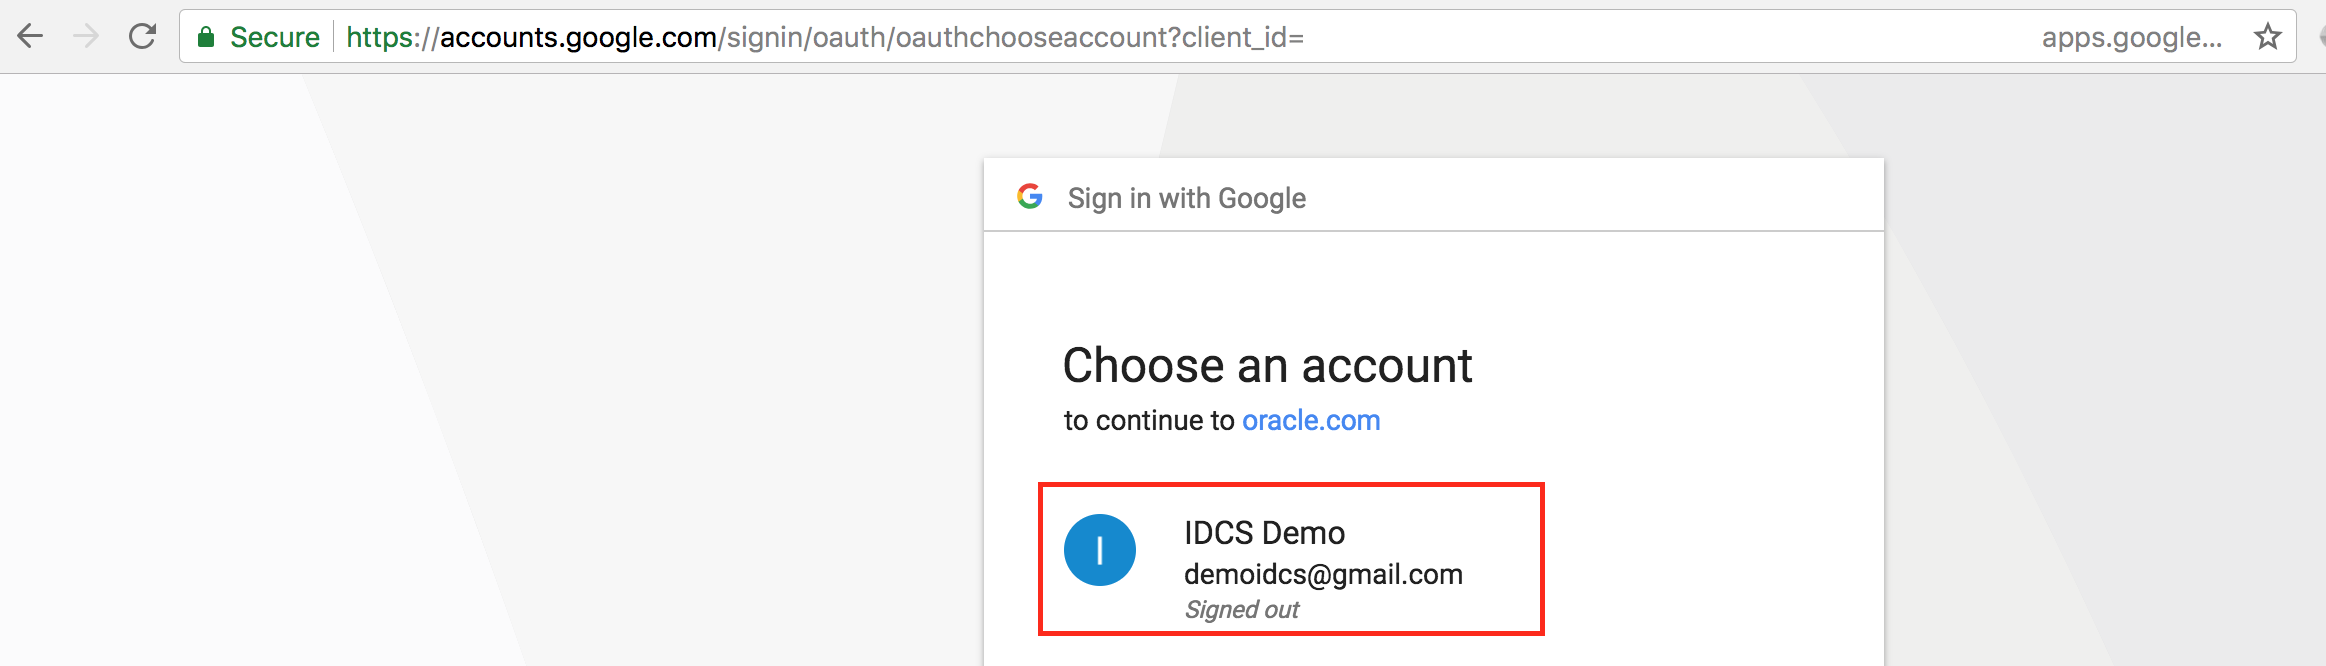 Secure https://accounts.google.com/signin/oauth/oauthchooseaccount?client_id= apps.google...
Sign in with Google
Choose an account
to continue to oracle.com
I
IDCS Demo
demoidcs@gmail.com
Signed out